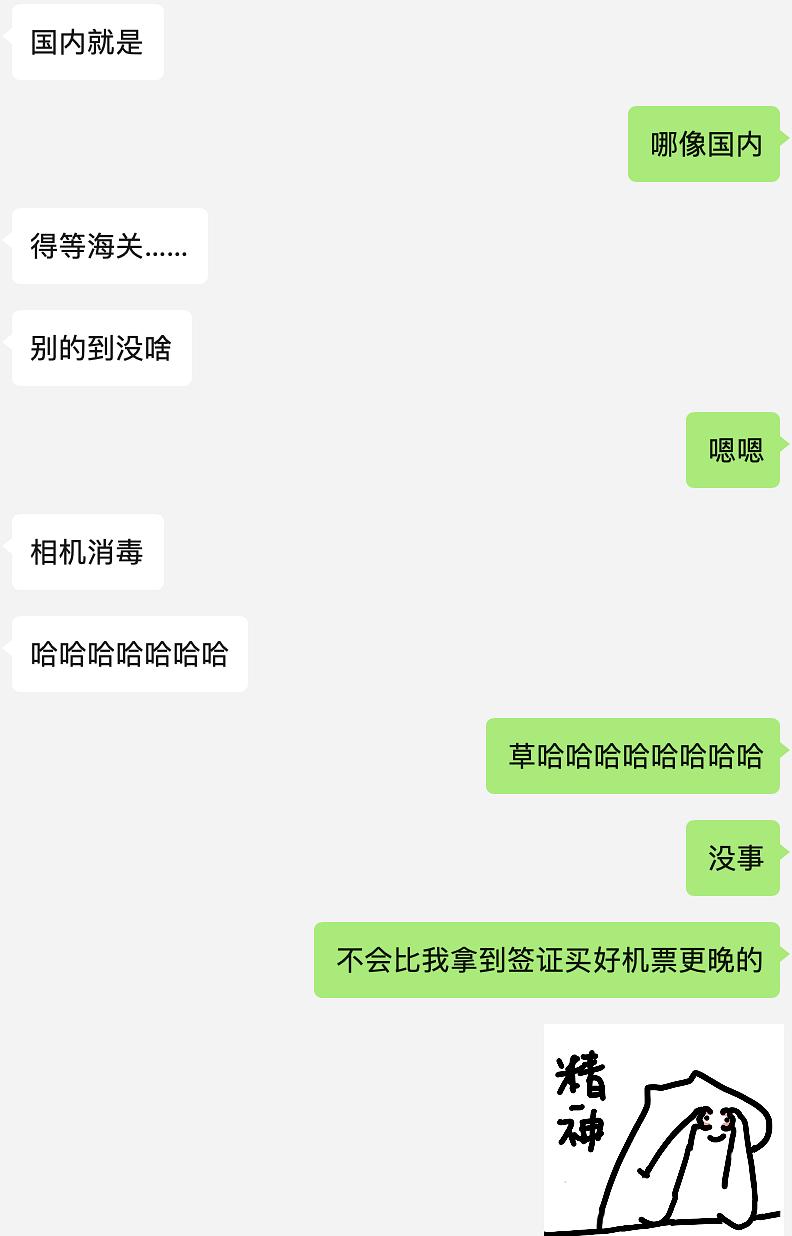 国内就是
哪像国内
得等海关……
别的到没啥
嗯嗯
相机消毒
哈哈哈哈哈哈哈
草哈哈哈哈哈哈哈哈
没事
不会比我拿到签证买好机票更晚的
精
神